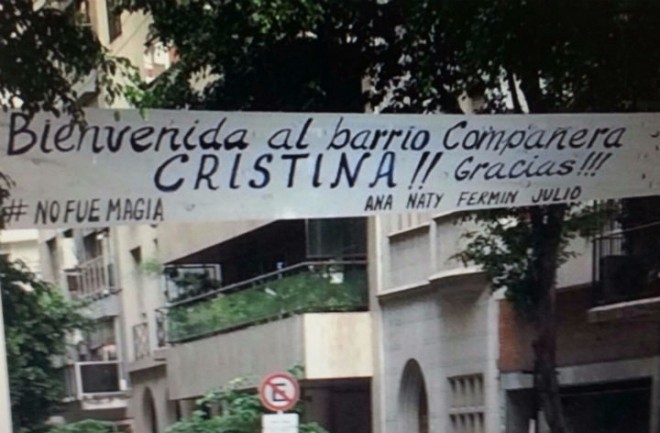 Bienvenida al barrio Compañera
CRISTINA!! Gracias!!!
# NO FUE MAGIA
ANA NATY FERMIN JULIO
E